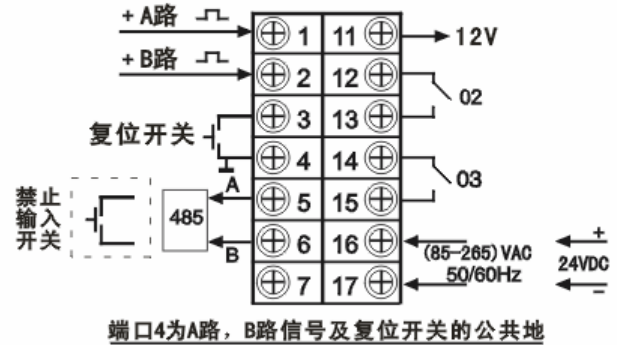 + A路
+ B路
复位开关
A
禁止
输入
开关
485
B
1 11
2 12
3 13
4 14
5 15
6 16
7 17
12V
02
03
(85-265)VAC
50/60Hz
+
24VDC
−
端口4为A路，B路信号及复位开关的公共地